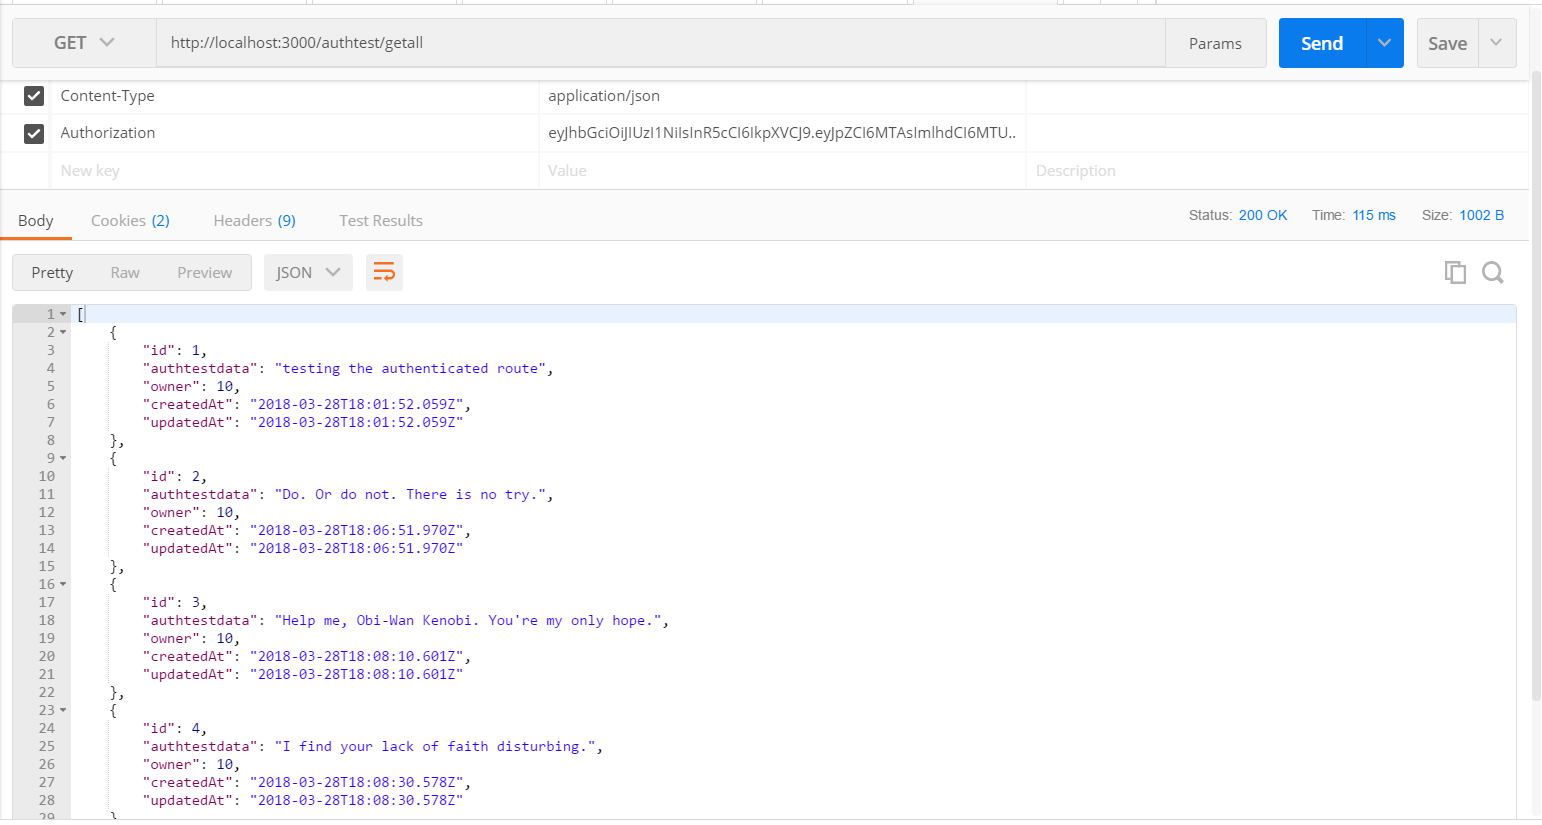 GET http://localhost:3000/authtest/getall Params Send Save
Content-Type application/json
Authorization eyJhbGciOiJIUzI1NiIsInR5cCI6IkpXVCJ9.eyJpZCI6MTAsImlhdCI6MTU..
New key Value Description
Body Cookies (2) Headers (9) Test Results Status: 200 OK Time: 115 ms Size: 1002 B
Pretty Raw Preview JSON
1 [
2 {
3 "id": 1,
4 "authtestdata": "testing the authenticated route",
5 "owner": 10,
6 "createdAt": "2018-03-28T18:01:52.059Z",
7 "updatedAt": "2018-03-28T18:01:52.059Z"
8 },
9 {
10 "id": 2,
11 "authtestdata": "Do. Or do not. There is no try.",
12 "owner": 10,
13 "createdAt": "2018-03-28T18:06:51.970Z",
14 "updatedAt": "2018-03-28T18:06:51.970Z"
15 },
16 {
17 "id": 3,
18 "authtestdata": "Help me, Obi-Wan Kenobi. You're my only hope.",
19 "owner": 10,
20 "createdAt": "2018-03-28T18:08:10.601Z",
21 "updatedAt": "2018-03-28T18:08:10.601Z"
22 },
23 {
24 "id": 4,
25 "authtestdata": "I find your lack of faith disturbing.",
26 "owner": 10,
27 "createdAt": "2018-03-28T18:08:30.578Z",
28 "updatedAt": "2018-03-28T18:08:30.578Z"
29 }